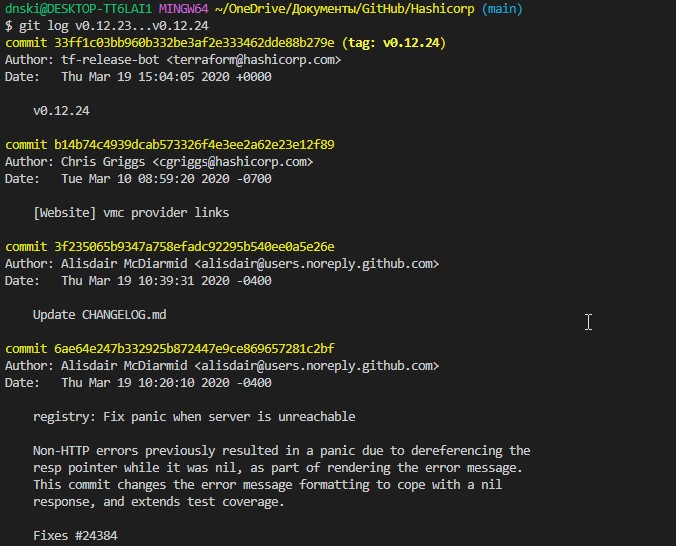 dnski@DESKTOP-TT6LAI1 MINGW64 ~/OneDrive/Документы/GitHub/Hashicorp (main)
$ git log v0.12.23...v0.12.24
commit 33ff1c03bb960b332be3af2e333462dde88b279e (tag: v0.12.24)
Author: tf-release-bot <terraform@hashicorp.com>
Date:   Thu Mar 19 15:04:05 2020 +0000

    v0.12.24

commit b14b74c4939dcab573326f4e3ee2a62e23e12f89
Author: Chris Griggs <cgriggs@hashicorp.com>
Date:   Tue Mar 10 08:59:20 2020 -0700

    [Website] vmc provider links

commit 3f235065b9347a758efadc92295b540ee0a5e26e
Author: Alisdair McDiarmid <alisdair@users.noreply.github.com>
Date:   Thu Mar 19 10:39:31 2020 -0400

    Update CHANGELOG.md

commit 6ae64e247b332925b872447e9ce869657281c2bf
Author: Alisdair McDiarmid <alisdair@users.noreply.github.com>
Date:   Thu Mar 19 10:20:10 2020 -0400

    registry: Fix panic when server is unreachable

    Non-HTTP errors previously resulted in a panic due to dereferencing the
    resp pointer while it was nil, as part of rendering the error message.
    This commit changes the error message formatting to cope with a nil
    response, and extends test coverage.

    Fixes #24384